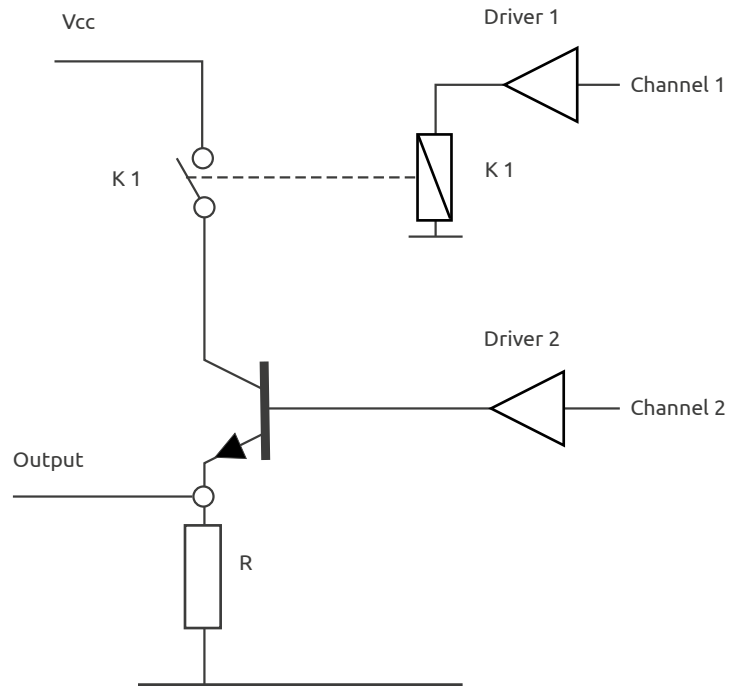 Driver 1
Vcc
Channel 1
K 1
K 1
Driver 2
Channel 2
Output
R